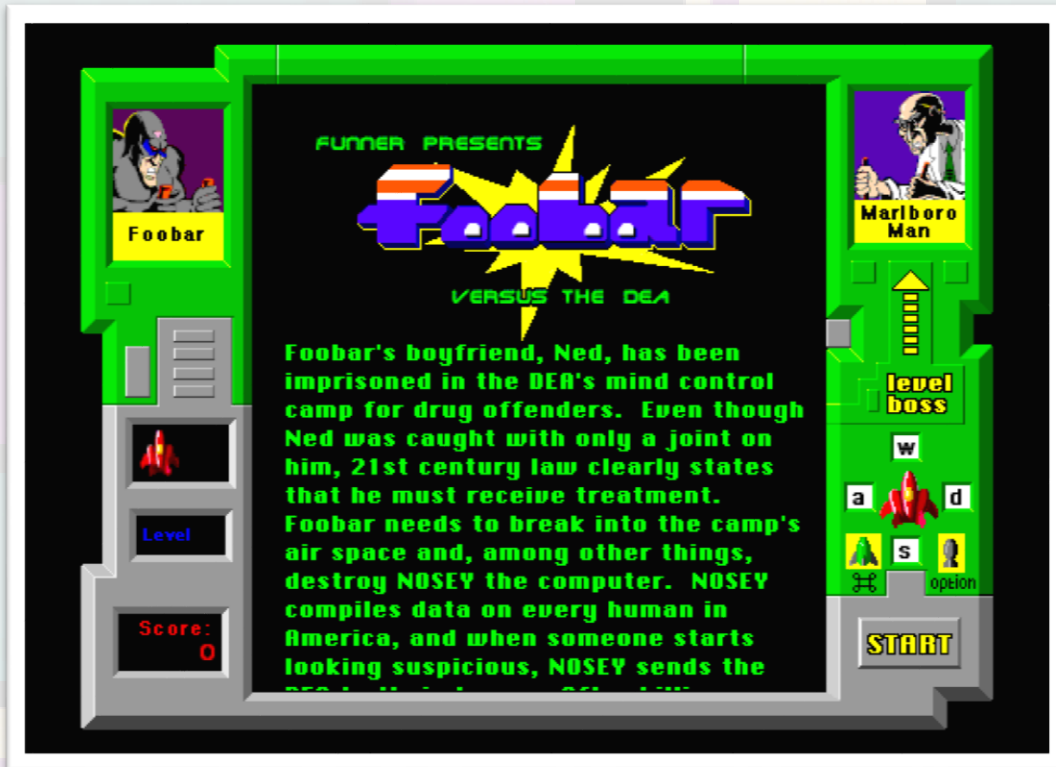 FUNNER PRESENTS
Foobar
VERSUS THE DEA
Foobar
Marlboro
Man
Foobar's boyfriend, Ned, has been
imprisoned in the DEA's mind control
camp for drug offenders.  Even though
Ned was caught with only a joint on
him, 21st century law clearly states
that he must receive treatment.
Foobar needs to break into the camp's
air space and, among other things,
destroy NOSEY the computer.  NOSEY
compiles data on every human in
America, and when someone starts
looking suspicious, NOSEY sends the
level
boss
w
a
d
s
⌘
option
Level
Score:
0
START